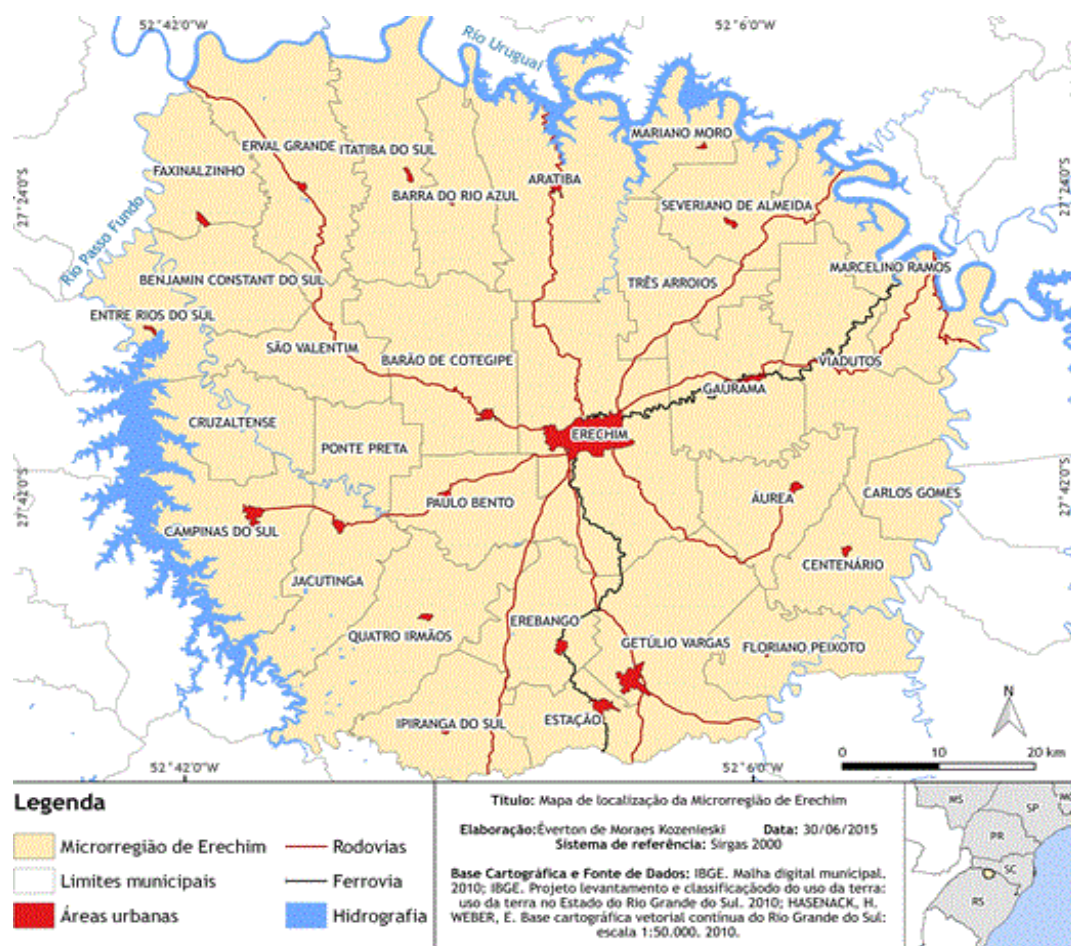 52°42'0"W
52°6'0"W
Rio Uruguai
MARIANO MORO
ERVAL GRANDE
ITATIBA DO SUL
FAXINALZINHO
ARATIBA
27°24'0"S
27°24'0"S
BARRA DO RIO AZUL
SEVERIANO DE ALMEIDA
Rio Passo Fundo
MARCELINO RAMOS
BENJAMIN CONSTANT DO SUL
TRÊS ARROIOS
ENTRE RIOS DO SUL
SÃO VALENTIM
BARÃO DE COTEGIPE
VIADUTOS
GAURAMA
CRUZALTENSE
ERECHIM
PONTE PRETA
27°42'0"S
27°42'0"S
PAULO BENTO
ÁUREA
CARLOS GOMES
CAMPINAS DO SUL
CENTENÁRIO
JACUTINGA
EREBANGO
QUATRO IRMÃOS
GETÚLIO VARGAS
FLORIANO PEIXOTO
N
IPIRANGA DO SUL
ESTAÇÃO
0 10 20 km
52°42'0"W
52°6'0"W
Legenda
Microrregião de Erechim
Limites municipais
Áreas urbanas
Rodovias
Ferrovia
Hidrografia
Título: Mapa de localização da Microrregião de Erechim
Elaboração:Éverton de Moraes Kozenieski Data: 30/06/2015
Sistema de referência: Sirgas 2000
Base Cartográfica e Fonte de Dados: IBGE. Malha digital municipal.
2010; IBGE. Projeto levantamento e classificaçãodo do uso da terra:
uso da terra no Estado do Rio Grande do Sul. 2010; HASENACK, H.
WEBER, E. Base cartográfica vetorial contínua do Rio Grande do Sul:
escala 1:50.000. 2010.
MS
SP
PR
SC
RS